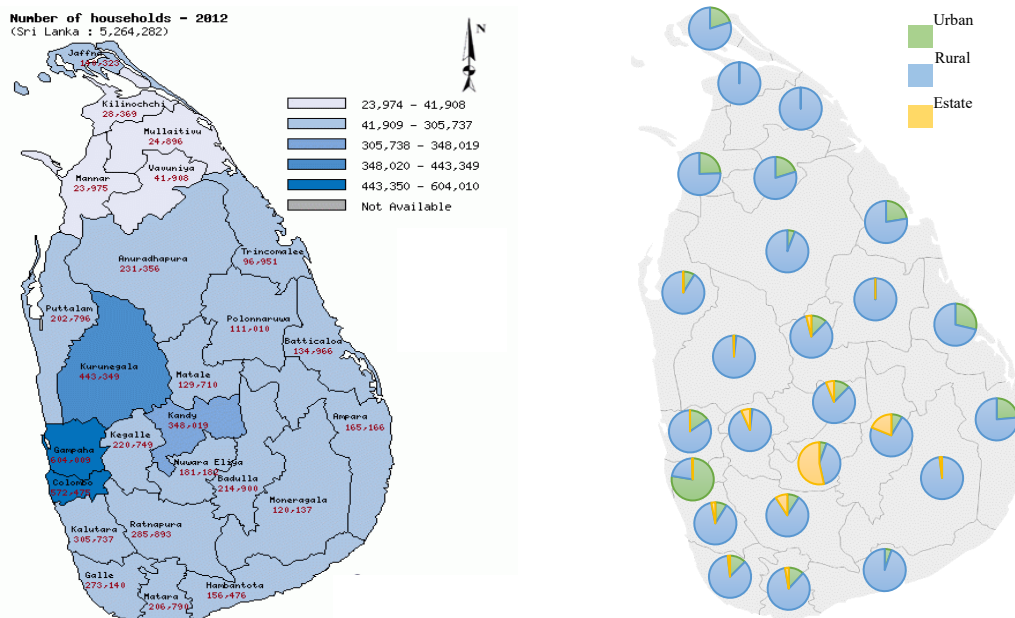 Number of households - 2012
(Sri Lanka : 5,264,282)
N
Jaffna
Kilinochchi
28,369
Mullaitivu
24,896
Mannar
23,975
Vavuniya
41,908
23,974 - 41,908
41,909 - 305,737
305,738 - 348,019
348,020 - 443,349
443,350 - 604,010
Not Available
Anuradhapura
231,356
Trincomalee
96,951
Puttalam
202,796
Polonnaruwa
111,010
Batticaloa
134,966
Kurunegala
443,349
Matale
129,710
Kandy
348,019
Ampara
165,166
Kegalle
220,749
Gampaha
604,009
Nuwara Eliya
Badulla
214,900
Colombo
Moneragala
120,137
Kalutara
305,737
Ratnapura
285,893
Galle
273,140
Matara
206,790
Hambantota
156,476
Urban
Rural
Estate